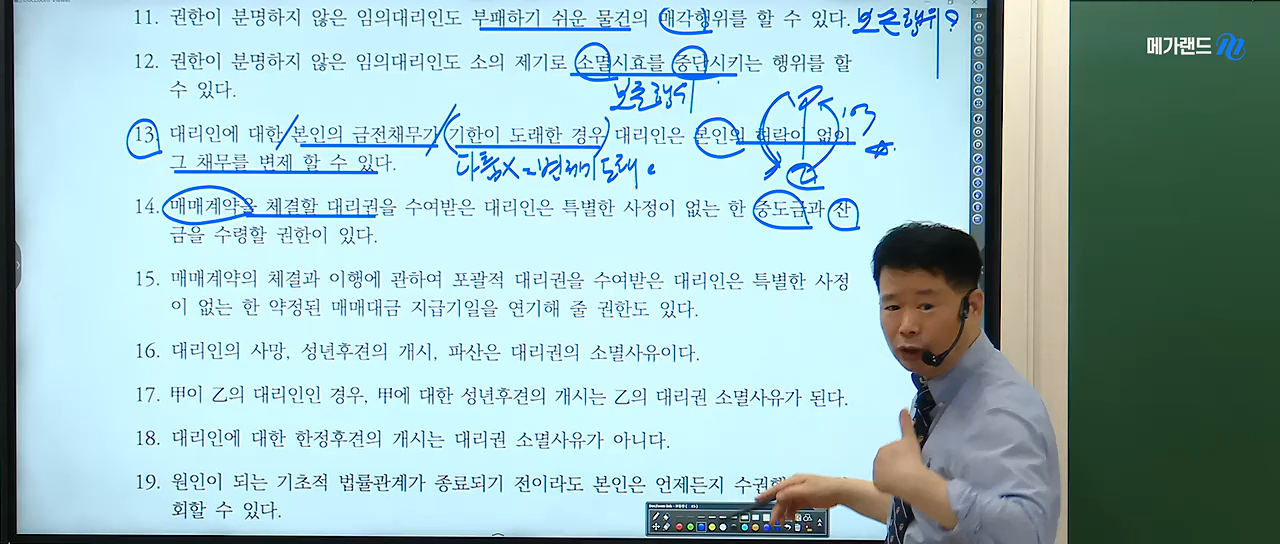 11. 권한이 분명하지 않은 임의대리인도 부패하기 쉬운 물건의 매각행위를 할 수 있다. 보존행위?
메가랜드
12. 권한이 분명하지 않은 임의대리인도 소의 제기로 소멸시효를 중단시키는 행위를 할
수 있다.
보존행위
13. 대리인에 대한 본인의 금전채무가 기한이 도래한 경우 대리인은 본인의 허락이 없이
그 채무를 변제 할 수 있다.
다툼X = 변제기 도래.
14. 매매계약을 체결할 대리권을 수여받은 대리인은 특별한 사정이 없는 한 중도금과 잔
금을 수령할 권한이 있다.
15. 매매계약의 체결과 이행에 관하여 포괄적 대리권을 수여받은 대리인은 특별한 사정
이 없는 한 약정된 매매대금 지급기일을 연기해 줄 권한도 있다.
16. 대리인의 사망, 성년후견의 개시, 파산은 대리권의 소멸사유이다.
17. 甲이 乙의 대리인인 경우, 甲에 대한 성년후견의 개시는 乙의 대리권 소멸사유가 된다.
18. 대리인에 대한 한정후견의 개시는 대리권 소멸사유가 아니다.
19. 원인이 되는 기초적 법률관계가 종료되기 전이라도 본인은 언제든지 수권행
회할 수 있다.